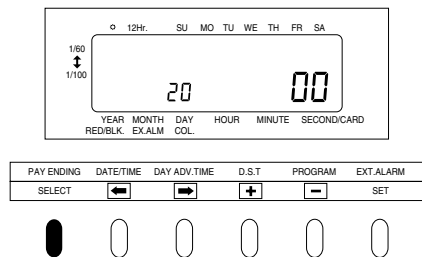 12Hr. SU MO TU WE TH FR SA
1/60
1/100
20 00
YEAR MONTH DAY HOUR MINUTE SECOND/CARD
RED/BLK. EX.ALM COL.
PAY ENDING DATE/TIME DAY ADV.TIME D.S.T PROGRAM EXT.ALARM
SELECT + − SET